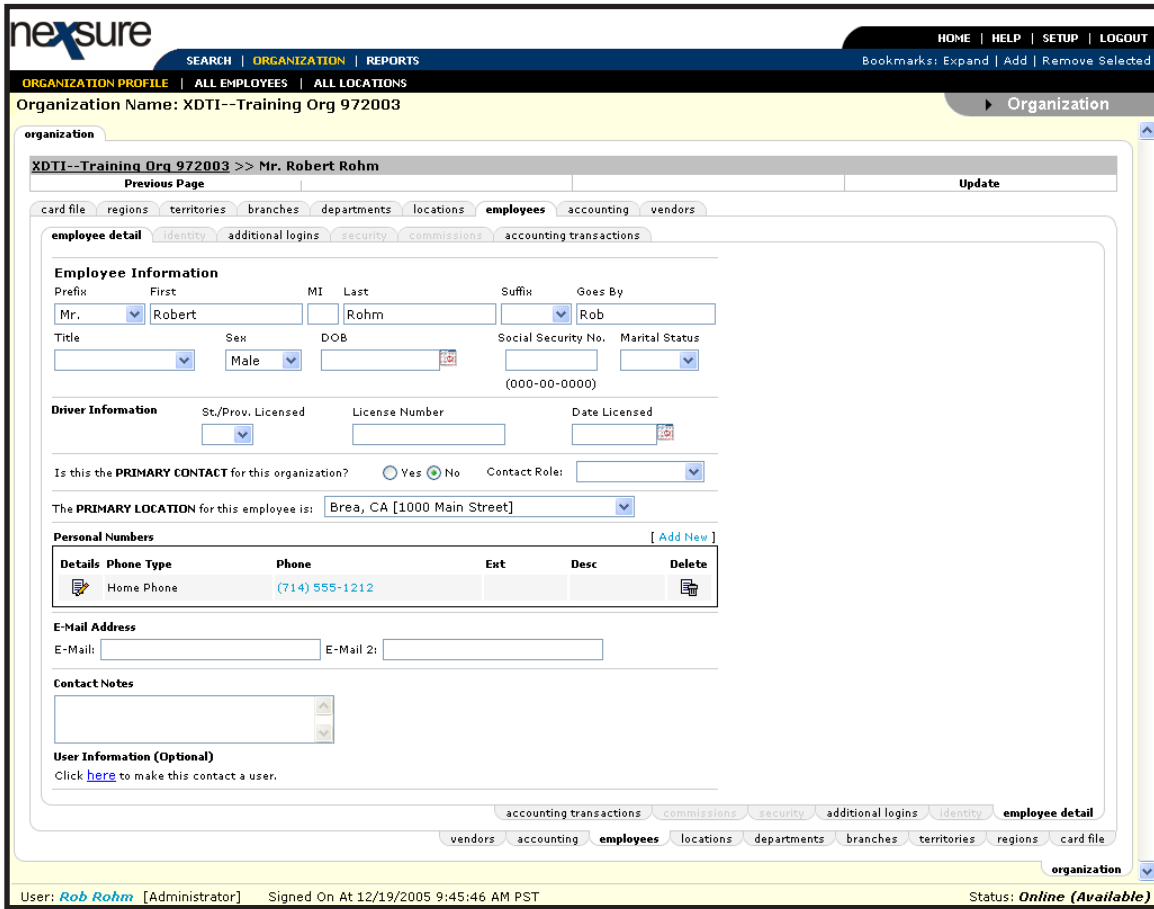 nexsure
HOME | HELP | SETUP | LOGOUT
SEARCH | ORGANIZATION | REPORTS
Bookmarks: Expand | Add | Remove Selected
ORGANIZATION PROFILE | ALL EMPLOYEES | ALL LOCATIONS
Organization Name: XDTI--Training Org 972003
Organization
organization
XDTI--Training Org 972003 >> Mr. Robert Rohm
Previous Page Update
card file regions territories branches departments locations employees accounting vendors
employee detail identity additional logins security commissions accounting transactions
Employee Information
Prefix First MI Last Suffix Goes By
Mr. Robert Rohm Rob
Title Sex DOB Social Security No. Marital Status
Male
(000-00-0000)
Driver Information St./Prov. Licensed License Number Date Licensed
Is this the PRIMARY CONTACT for this organization? Yes No Contact Role:
The PRIMARY LOCATION for this employee is: Brea, CA [1000 Main Street]
Personal Numbers [ Add New ]
Details Phone Type Phone Ext Desc Delete
Home Phone (714) 555-1212
E-Mail Address
E-Mail: E-Mail 2:
Contact Notes
User Information (Optional)
Click here to make this contact a user.
accounting transactions commissions security additional logins identity employee detail
vendors accounting employees locations departments branches territories regions card file
organization
User: Rob Rohm [Administrator] Signed On At 12/19/2005 9:45:46 AM PST Status: Online (Available)